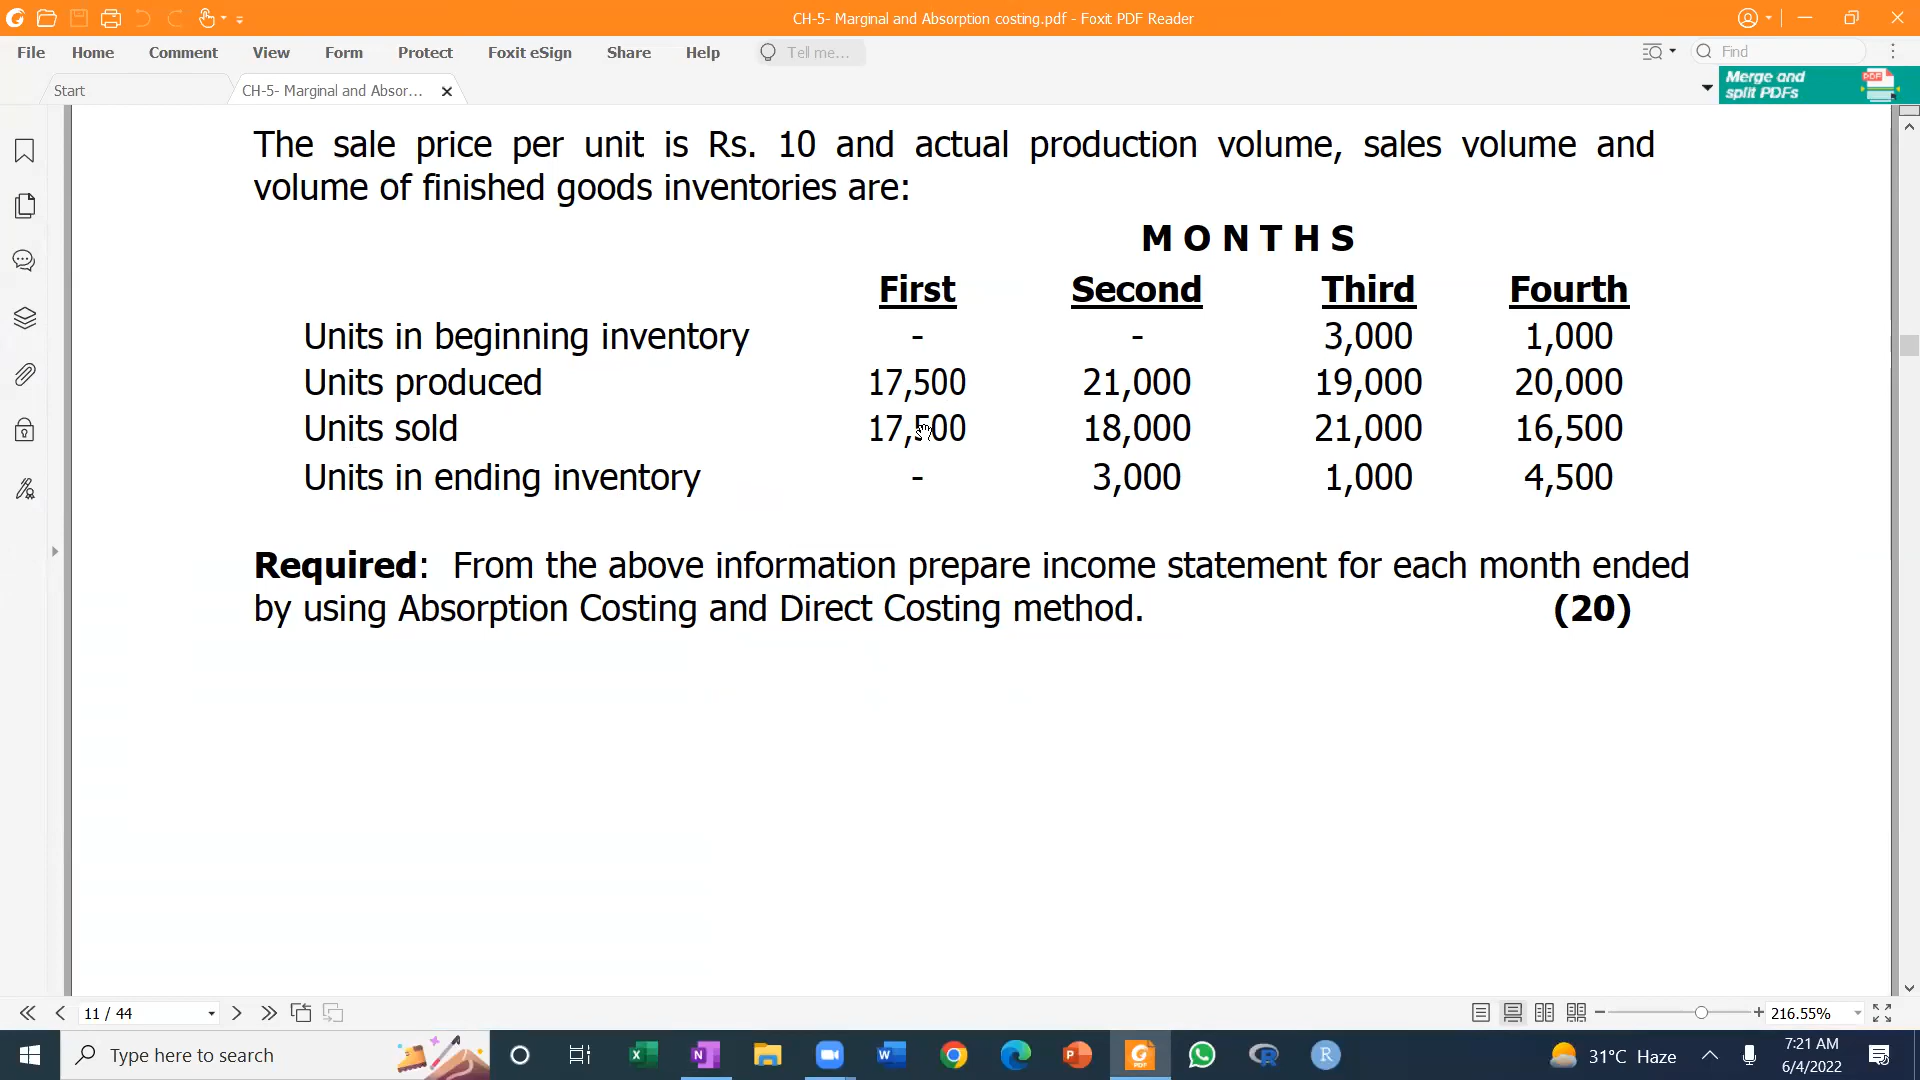 CH-5- Marginal and Absorption costing.pdf - Foxit PDF Reader
File Home Comment View Form Protect Foxit eSign Share Help Tell me... Find
Start CH-5- Marginal and Absor...
Merge and
split PDFs
The sale price per unit is Rs. 10 and actual production volume, sales volume and
volume of finished goods inventories are:
M O N T H S
First Second Third Fourth
Units in beginning inventory - - 3,000 1,000
Units produced 17,500 21,000 19,000 20,000
Units sold 17,500 18,000 21,000 16,500
Units in ending inventory - 3,000 1,000 4,500
Required: From the above information prepare income statement for each month ended
by using Absorption Costing and Direct Costing method. (20)
11 / 44 216.55%
Type here to search 31°C Haze 7:21 AM
6/4/2022